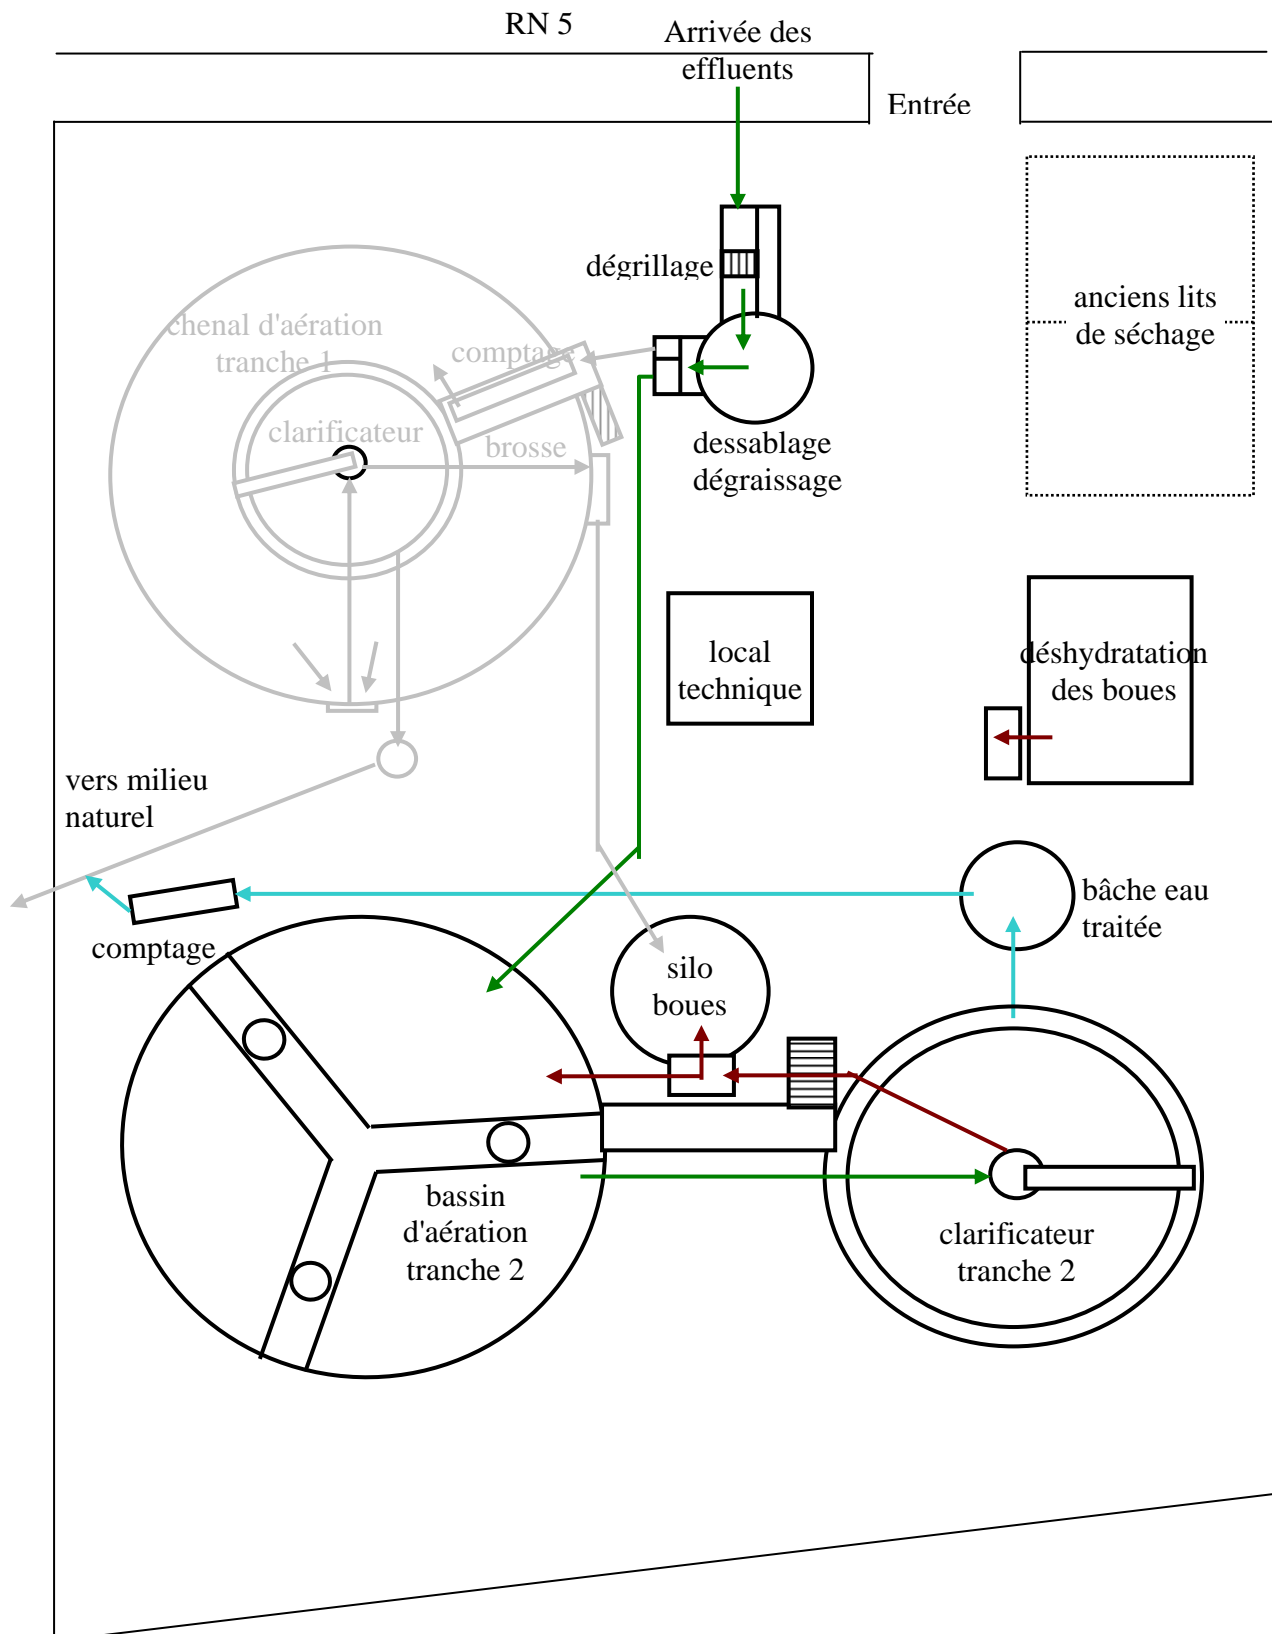 RN 5
Arrivée des
effluents
Entrée
dégrillage
anciens lits
de séchage
chenal d'aération
tranche 1
comptage
clarificateur
brosse
dessablage
dégraissage
local
technique
déshydratation
des boues
vers milieu
naturel
bâche eau
traitée
comptage
silo
boues
bassin
d'aération
tranche 2
clarificateur
tranche 2